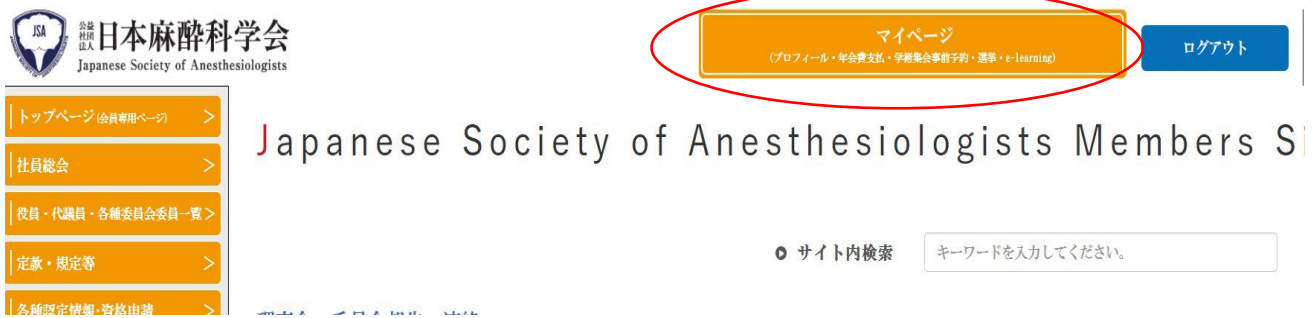 JSA
公益社団法人 日本麻酔科学会
Japanese Society of Anesthesiologists
マイページ
(プロフィール・年会費支払・学術集会事前予約・選挙・e-learning)
ログアウト
トップページ(会員専用ページ) >
社員総会 >
役員・代議員・各種委員会委員一覧 >
定款・規定等 >
各種認定情報・資格申請 >
Japanese Society of Anesthesiologists Members Si
サイト内検索
キーワードを入力してください。